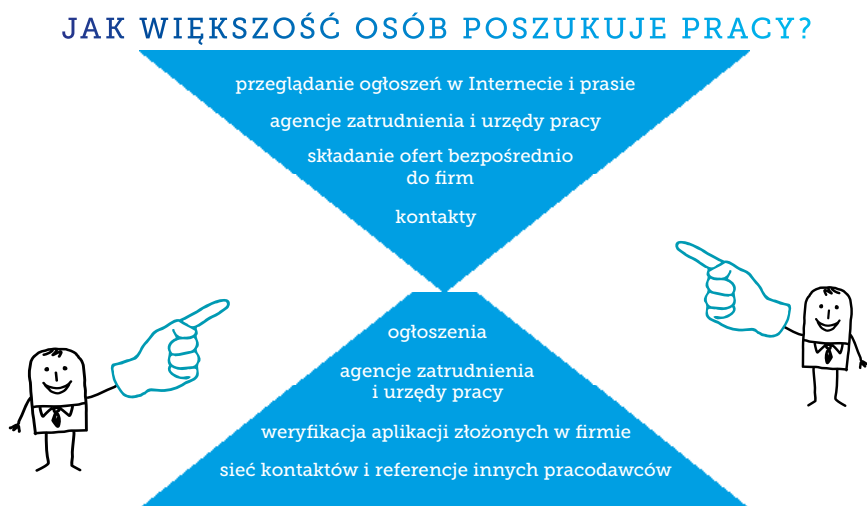 JAK WIĘKSZOŚĆ OSÓB POSZUKUJE PRACY?
przeglądanie ogłoszeń w Internecie i prasie
agencje zatrudnienia i urzędy pracy
składanie ofert bezpośrednio
do firm
kontakty
ogłoszenia
agencje zatrudnienia
i urzędy pracy
weryfikacja aplikacji złożonych w firmie
sieć kontaktów i referencje innych pracodawców